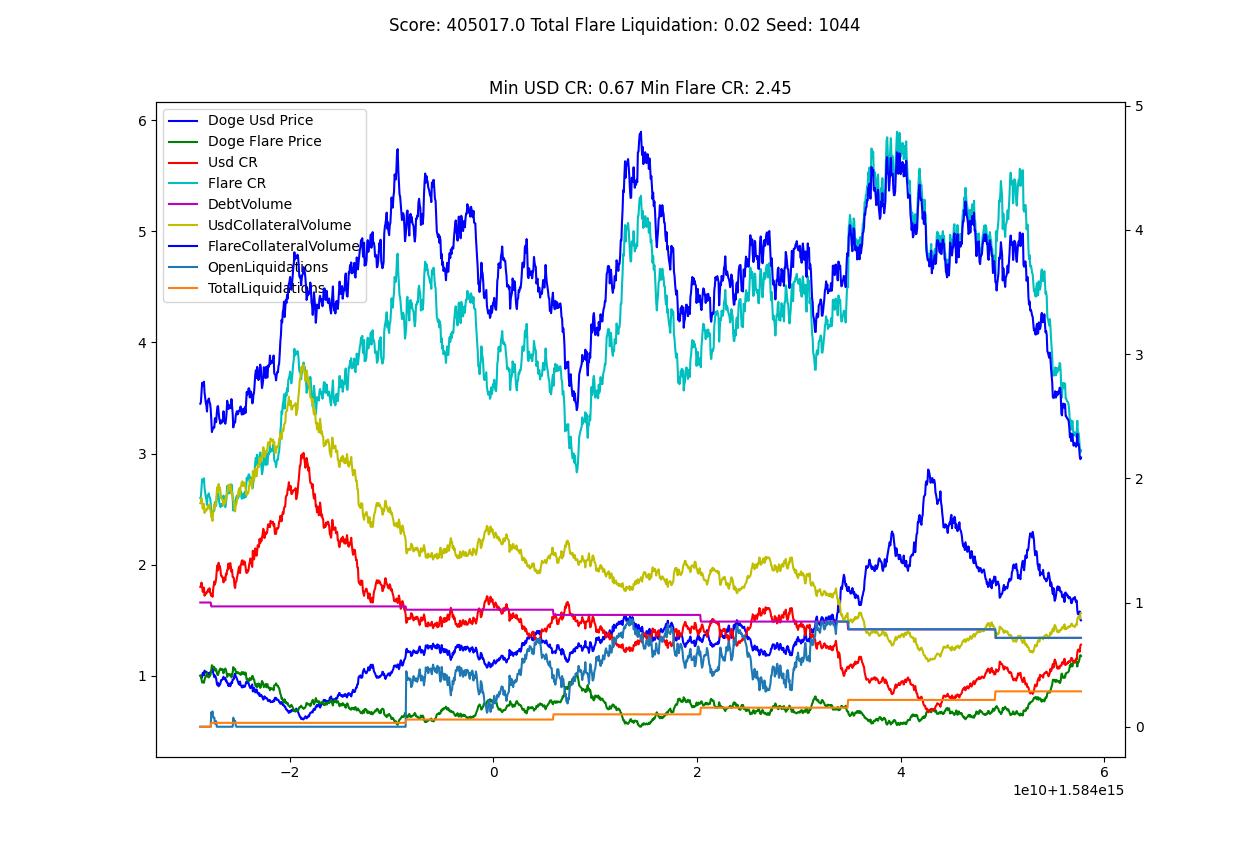 Score: 405017.0 Total Flare Liquidation: 0.02 Seed: 1044
Min USD CR: 0.67 Min Flare CR: 2.45
Doge Usd Price
Doge Flare Price
Usd CR
Flare CR
DebtVolume
UsdCollateralVolume
FlareCollateralVolume
OpenLiquidations
TotalLiquidations
6
5
4
3
2
1
5
4
3
2
1
0
−2
0
2
4
6
1e10+1.584e15